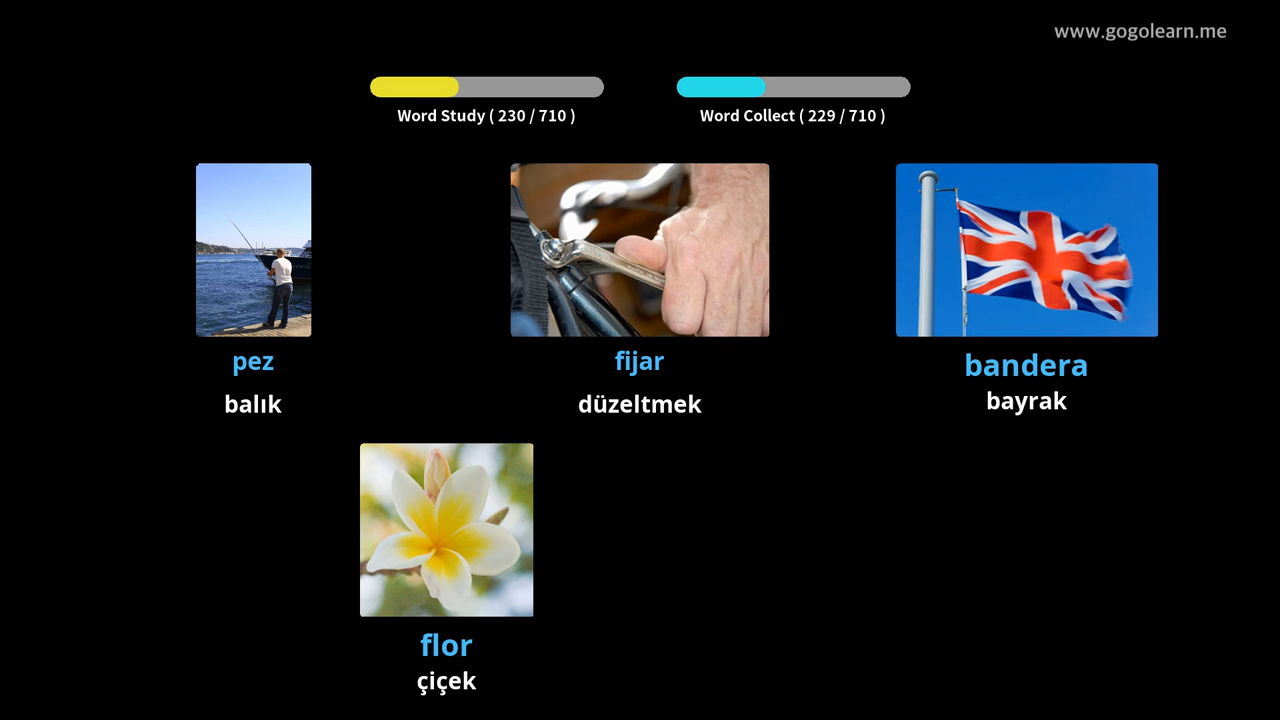 www.gogolearn.me
Word Study ( 230 / 710 )
Word Collect ( 229 / 710 )
pez
balık
fijar
düzeltmek
bandera
bayrak
flor
çiçek